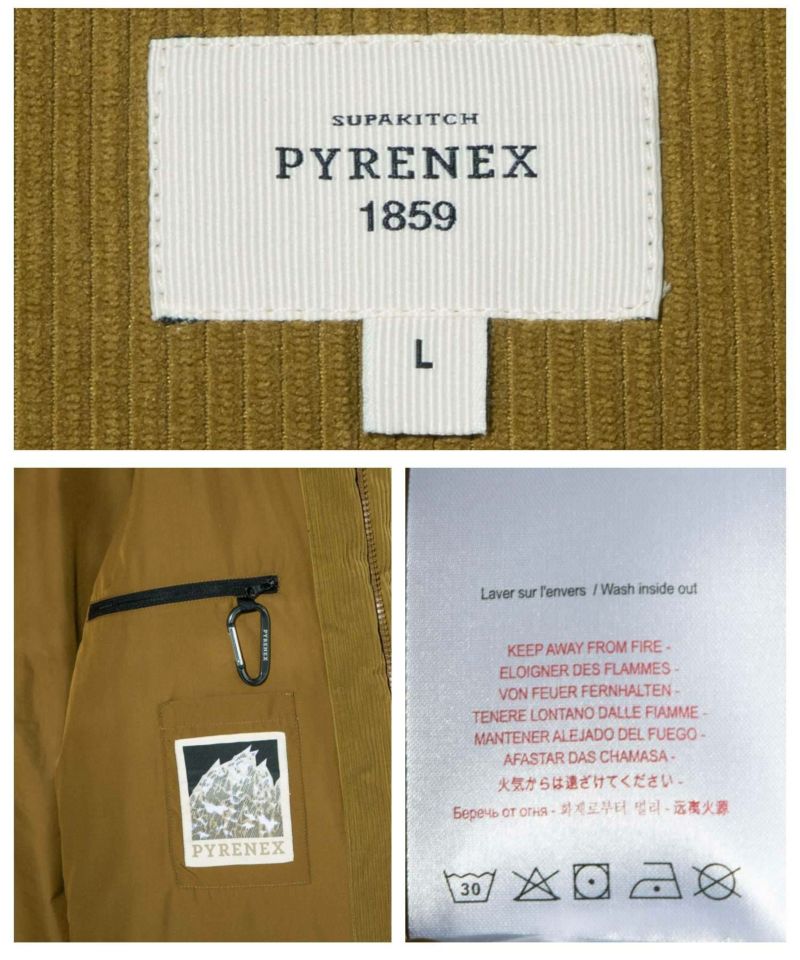 SUPAKITCH
PYRENEX
1859
L
PYRENEX
PYRENEX
Laver sur l'envers / Wash inside out
KEEP AWAY FROM FIRE -
ELOIGNER DES FLAMMES -
VON FEUER FERNHALTEN -
TENERE LONTANO DALLE FIAMME -
MANTENER ALEJADO DEL FUEGO -
AFASTAR DAS CHAMASA -
火気からは遠ざけてください -
Беречь от огня - 화제로부터 멀리 - 远离火源
30